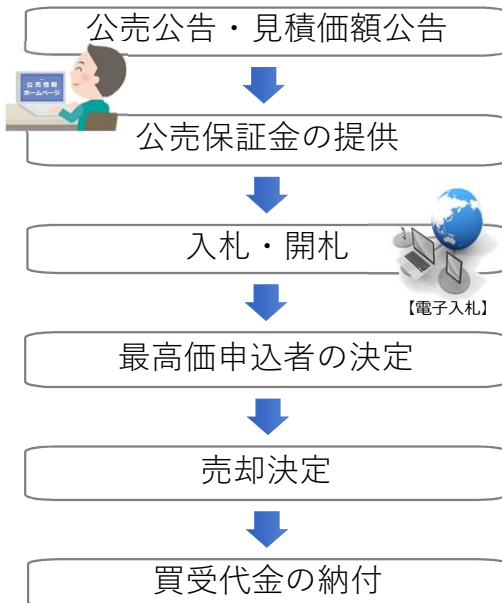 公売公告・見積価額公告
公売情報
ホームページ
公売保証金の提供
入札・開札
【電子入札】
最高価申込者の決定
売却決定
買受代金の納付